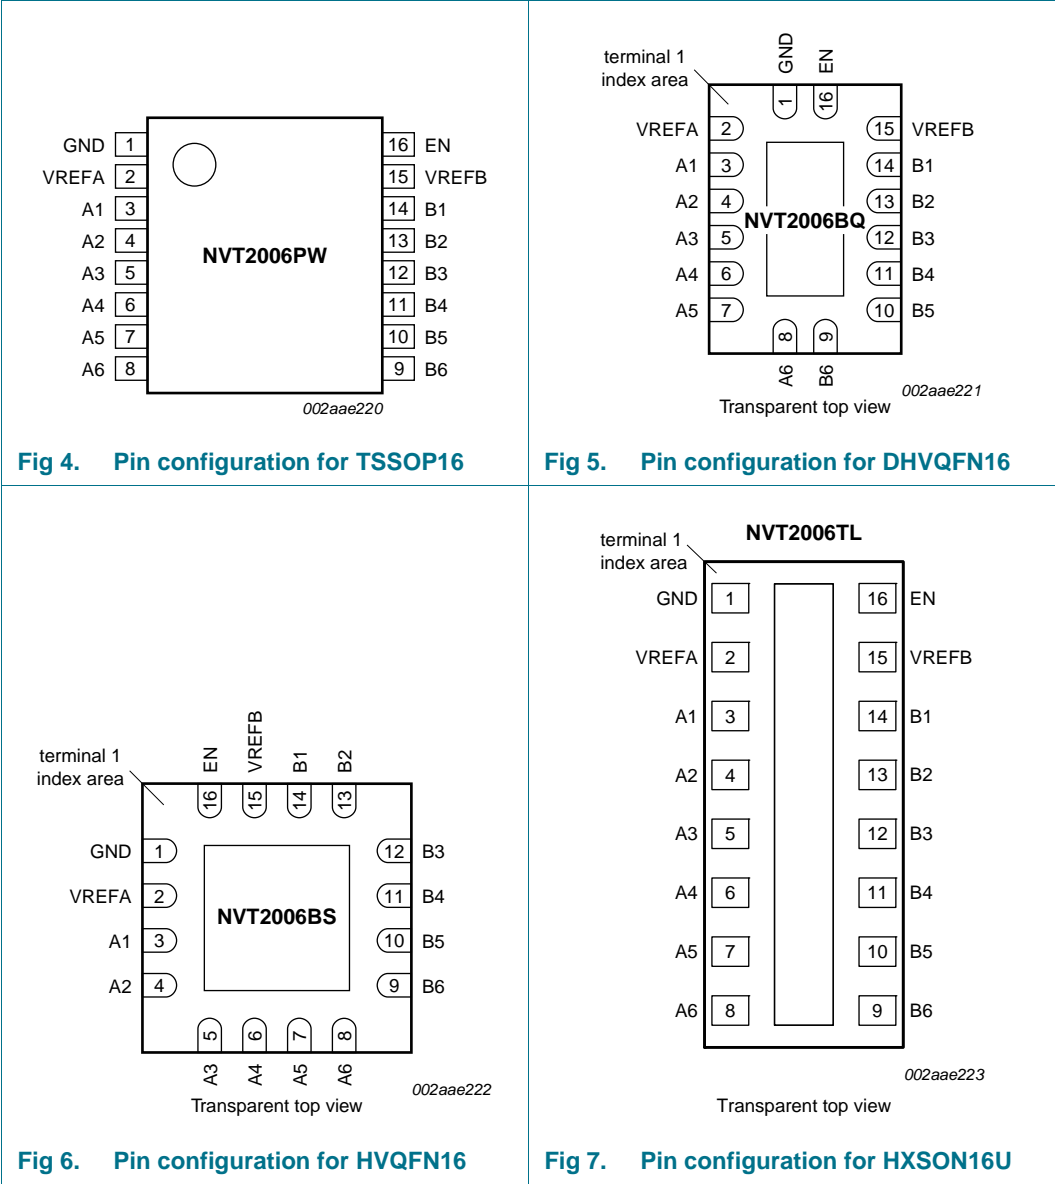 GND 1 16 EN
VREFA 2 15 VREFB
A1 3 14 B1
A2 4 13 B2
A3 5 NVT2006PW 12 B3
A4 6 11 B4
A5 7 10 B5
A6 8 9 B6
002aae220
Fig 4. Pin configuration for TSSOP16
terminal 1
index area
GND EN
1 16
VREFA 2 15 VREFB
A1 3 14 B1
A2 4 13 B2
NVT2006BQ
A3 5 12 B3
A4 6 11 B4
A5 7 10 B5
8 9
A6 B6
002aae221
Transparent top view
Fig 5. Pin configuration for DHVQFN16
terminal 1
index area
EN VREFB B1 B2
16 15 14 13
GND 1 12 B3
VREFA 2 11 B4
NVT2006BS
A1 3 10 B5
A2 4 9 B6
5 6 7 8
A3 A4 A5 A6
002aae222
Transparent top view
Fig 6. Pin configuration for HVQFN16
NVT2006TL
terminal 1
index area
GND 1 16 EN
VREFA 2 15 VREFB
A1 3 14 B1
A2 4 13 B2
A3 5 12 B3
A4 6 11 B4
A5 7 10 B5
A6 8 9 B6
002aae223
Transparent top view
Fig 7. Pin configuration for HXSON16U